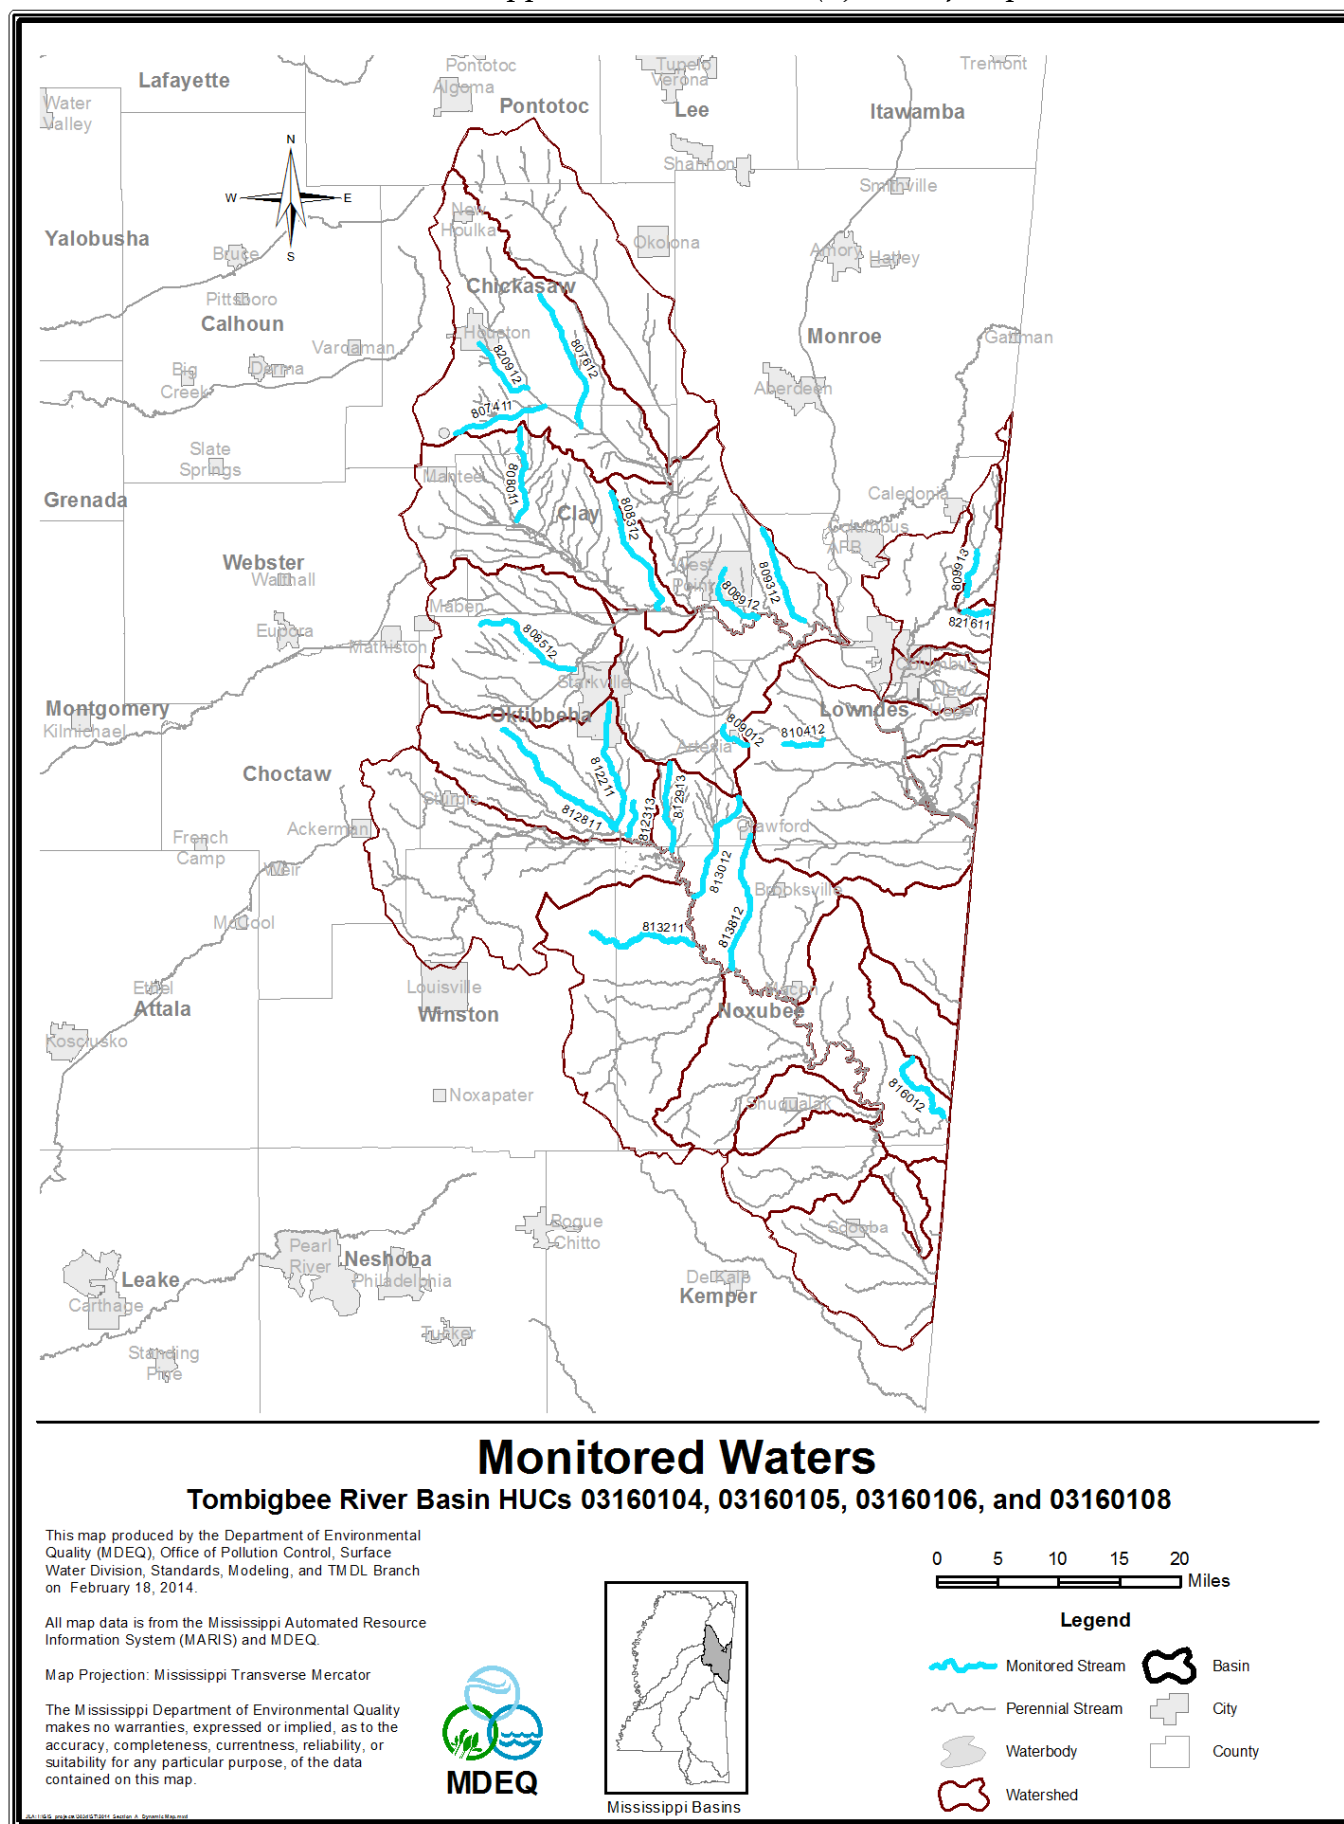 Lafayette
Pontotoc
Algoma
Pontotoc
Tupelo
Verona
Lee
Tremont
Itawamba
Water
Valley
Shannon
Smithville
N
W
E
S
New
Houlka
Okolona
Yalobusha
Bruce
Amory
Hatley
Pittsboro
Calhoun
Chickasaw
Houston
Monroe
Gattman
Vardaman
Big
Creek
Derma
820912
807612
Aberdeen
807411
Slate
Springs
Mantee
808011
Grenada
Clay
808372
Caledonia
Columbus
AFB
Webster
Walthall
West
Point
808912
809312
809913
821611
Maben
Eupora
Mathiston
808512
Starkville
Columbus
New
Hope
Montgomery
Kilmichael
Oktibbeha
Lowndes
809012
Artesia
810412
Choctaw
812211
812913
Sturgis
812811
812313
Ackerman
French
Camp
Weir
Crawford
813012
Brooksville
McCool
813211
813812
Ethel
Attala
Louisville
Winston
Macon
Noxubee
Kosciusko
Noxapater
Shuqualak
816012
Bogue
Chitto
Scooba
Pearl
River
Neshoba
Philadelphia
Leake
Carthage
De Kalb
Kemper
Tucker
Standing
Pine
Monitored Waters
Tombigbee River Basin HUCs 03160104, 03160105, 03160106, and 03160108
This map produced by the Department of Environmental
Quality (MDEQ), Office of Pollution Control, Surface
Water Division, Standards, Modeling, and TMDL Branch
on February 18, 2014.
All map data is from the Mississippi Automated Resource
Information System (MARIS) and MDEQ.
Map Projection: Mississippi Transverse Mercator
The Mississippi Department of Environmental Quality
makes no warranties, expressed or implied, as to the
accuracy, completeness, currentness, reliability, or
suitability for any particular purpose, of the data
contained on this map.
MDEQ
Mississippi Basins
0 5 10 15 20
Miles
Legend
Monitored Stream
Basin
Perennial Stream
City
Waterbody
County
Watershed